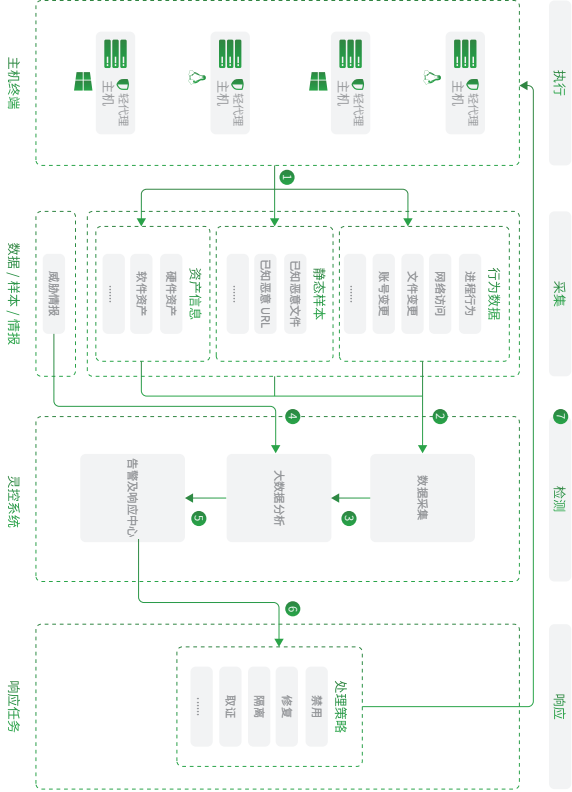 执行
采集
检测
响应
轻代理
主机
轻代理
主机
轻代理
主机
轻代理
主机
主机终端
1
行为数据
进程行为
网络访问
文件变更
账号变更
……
静态样本
已知恶意文件
已知恶意 URL
……
资产信息
硬件资产
软件资产
……
威胁情报
数据 / 样本 / 情报
7
2
4
数据采集
3
大数据分析
5
告警及响应中心
灵控系统
6
处理策略
禁用
修复
隔离
取证
……
响应任务